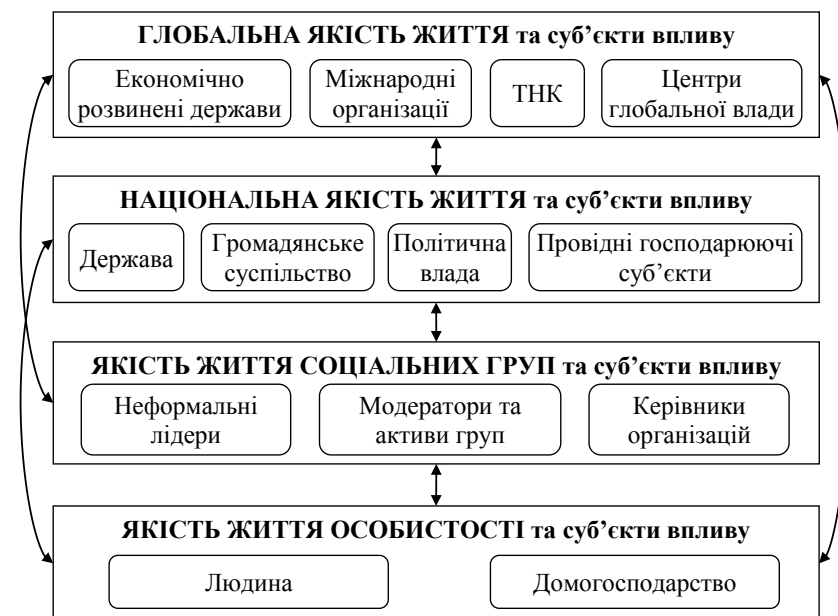 ГЛОБАЛЬНА ЯКІСТЬ ЖИТТЯ та суб’єкти впливу
Економічно
розвинені держави
Міжнародні
організації
ТНК
Центри
глобальної влади
НАЦІОНАЛЬНА ЯКІСТЬ ЖИТТЯ та суб’єкти впливу
Держава
Громадянське
суспільство
Політична
влада
Провідні господарюючі
суб’єкти
ЯКІСТЬ ЖИТТЯ СОЦІАЛЬНИХ ГРУП та суб’єкти впливу
Неформальні
лідери
Модератори та
активи груп
Керівники
організацій
ЯКІСТЬ ЖИТТЯ ОСОБИСТОСТІ та суб’єкти впливу
Людина
Домогосподарство